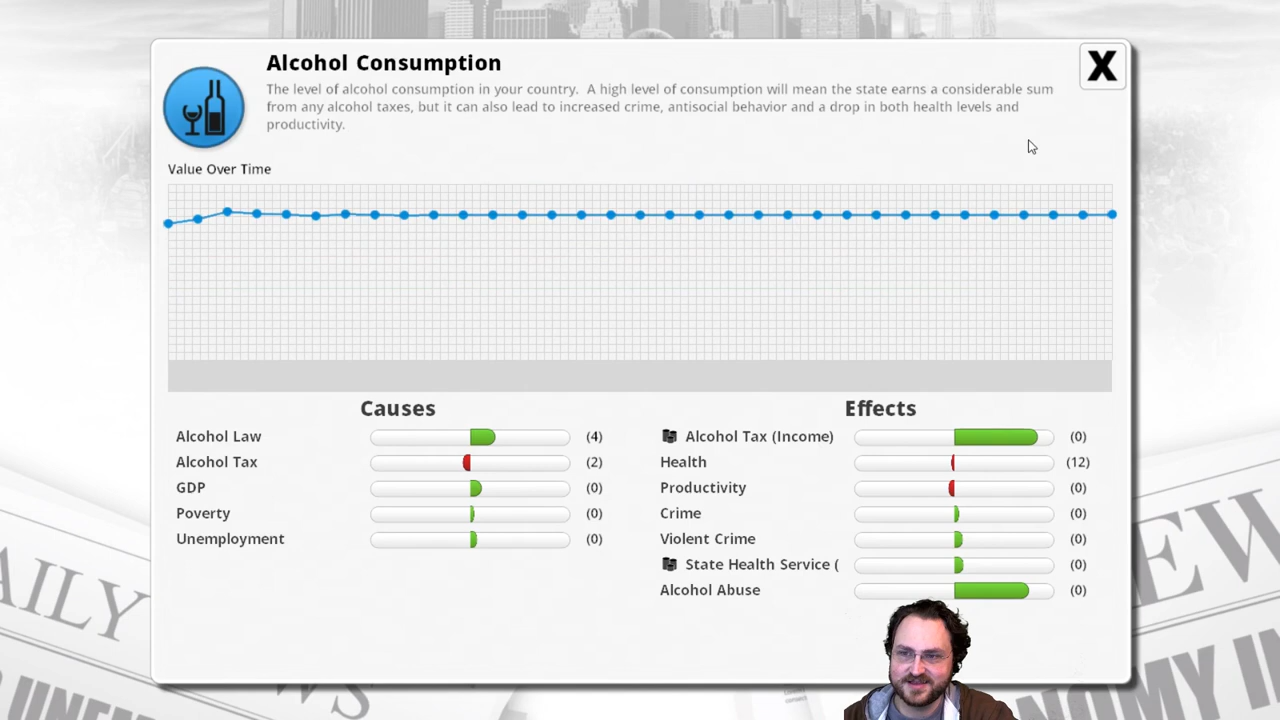 Alcohol Consumption
The level of alcohol consumption in your country.  A high level of consumption will mean the state earns a considerable sum
from any alcohol taxes, but it can also lead to increased crime, antisocial behavior and a drop in both health levels and
productivity.
X
Value Over Time
Causes
Alcohol Law (4)
Alcohol Tax (2)
GDP (0)
Poverty (0)
Unemployment (0)
Effects
Alcohol Tax (Income) (0)
Health (12)
Productivity (0)
Crime (0)
Violent Crime (0)
State Health Service ( (0)
Alcohol Abuse (0)